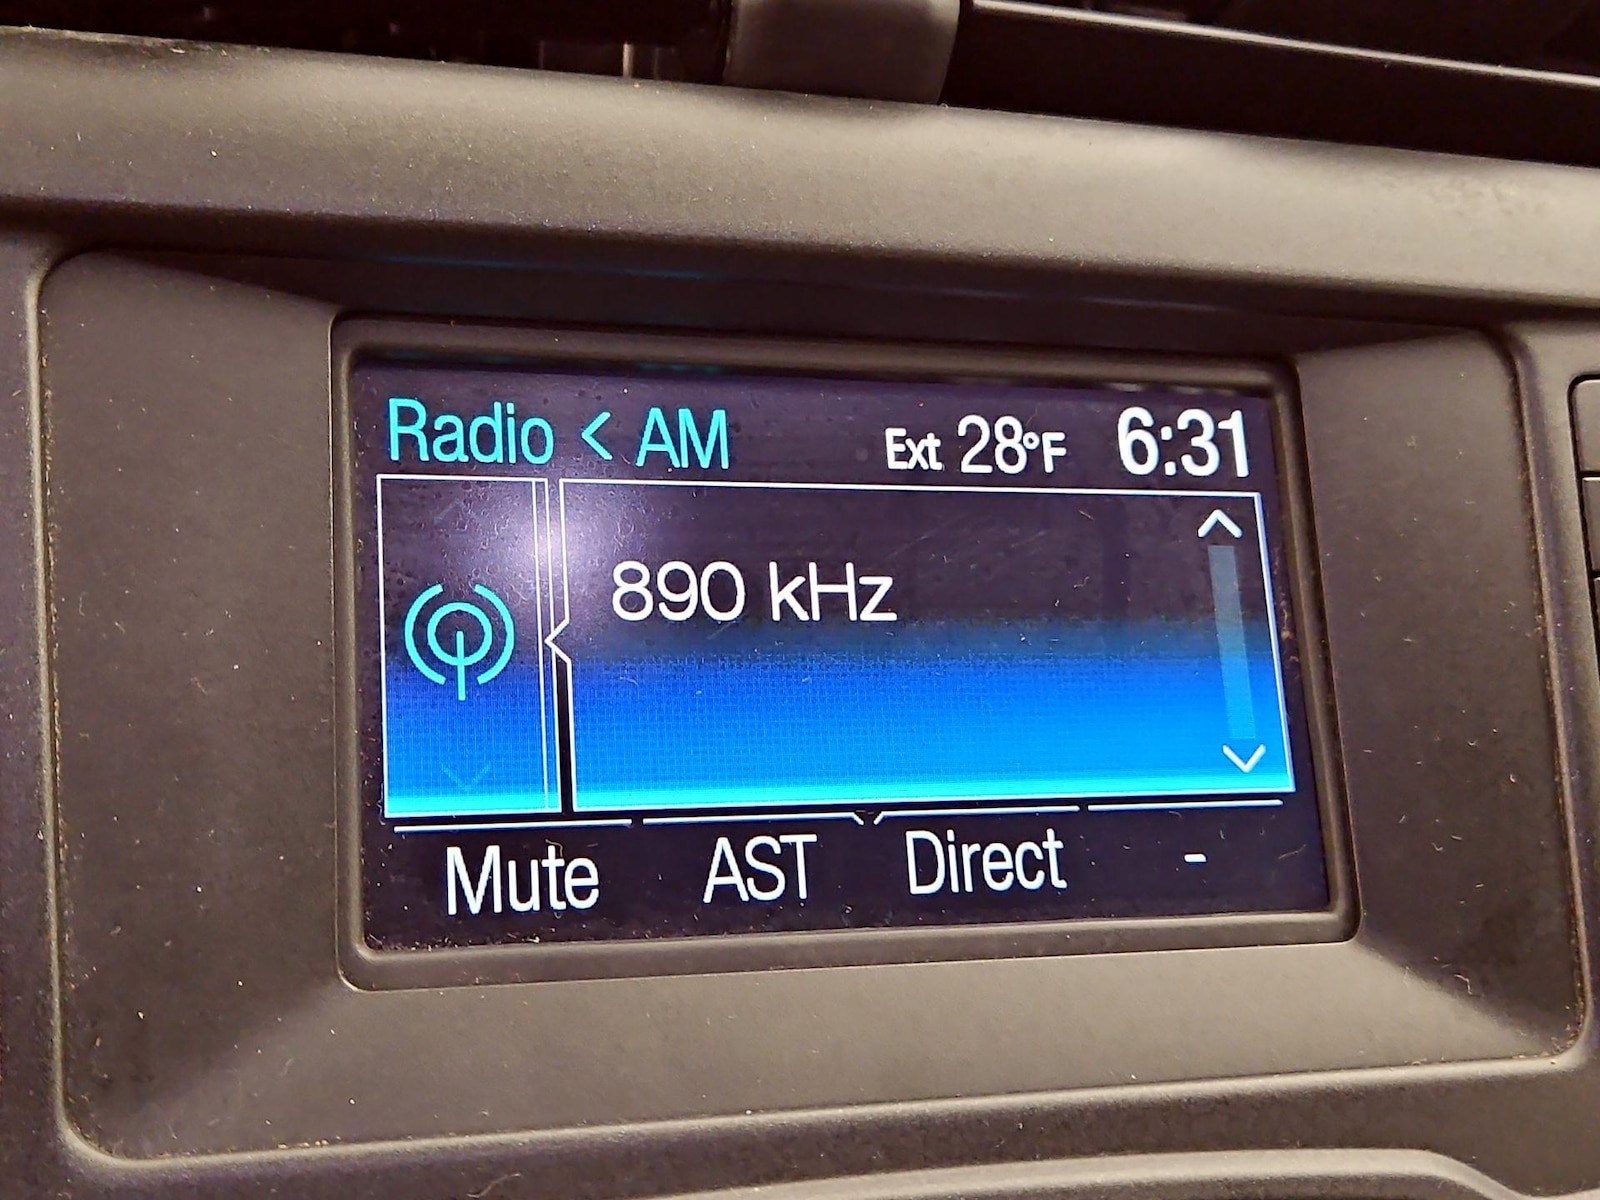 Radio < AM Ext 28°F 6:31
890 kHz
Mute AST Direct -